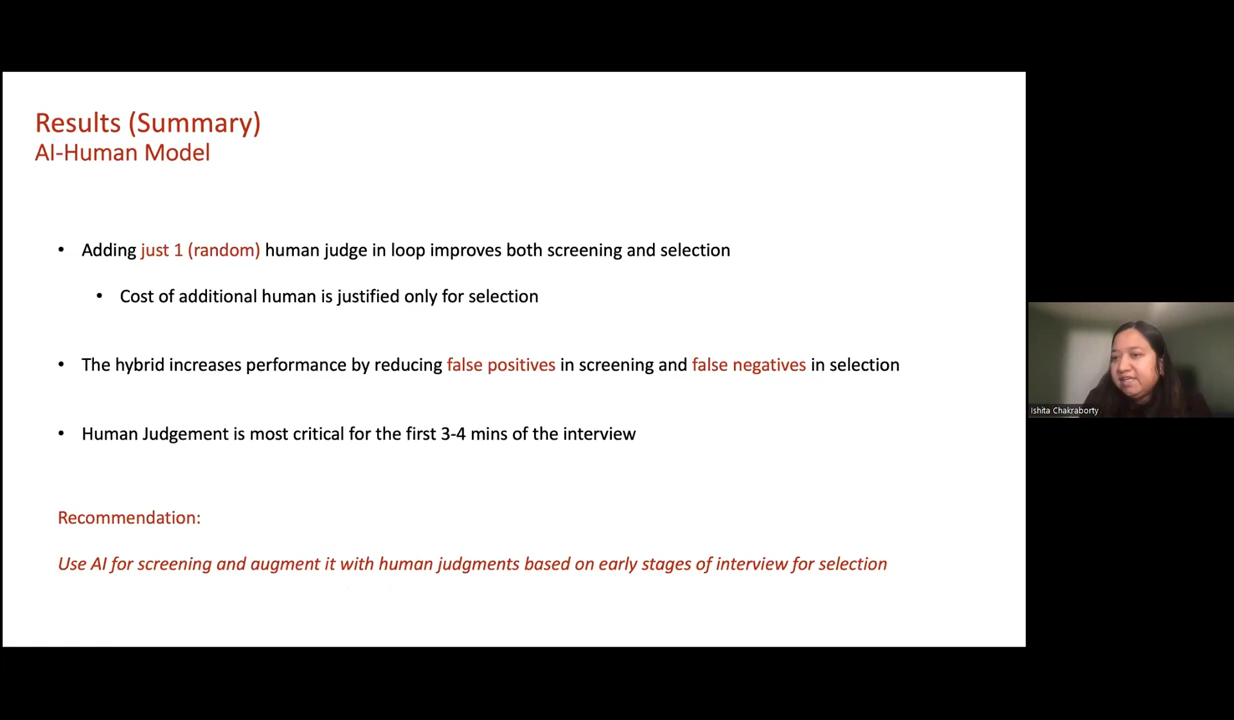 Results (Summary)
AI-Human Model
• Adding just 1 (random) human judge in loop improves both screening and selection
• Cost of additional human is justified only for selection
• The hybrid increases performance by reducing false positives in screening and false negatives in selection
• Human Judgement is most critical for the first 3-4 mins of the interview
Recommendation:
Use AI for screening and augment it with human judgments based on early stages of interview for selection
Ishita Chakraborty